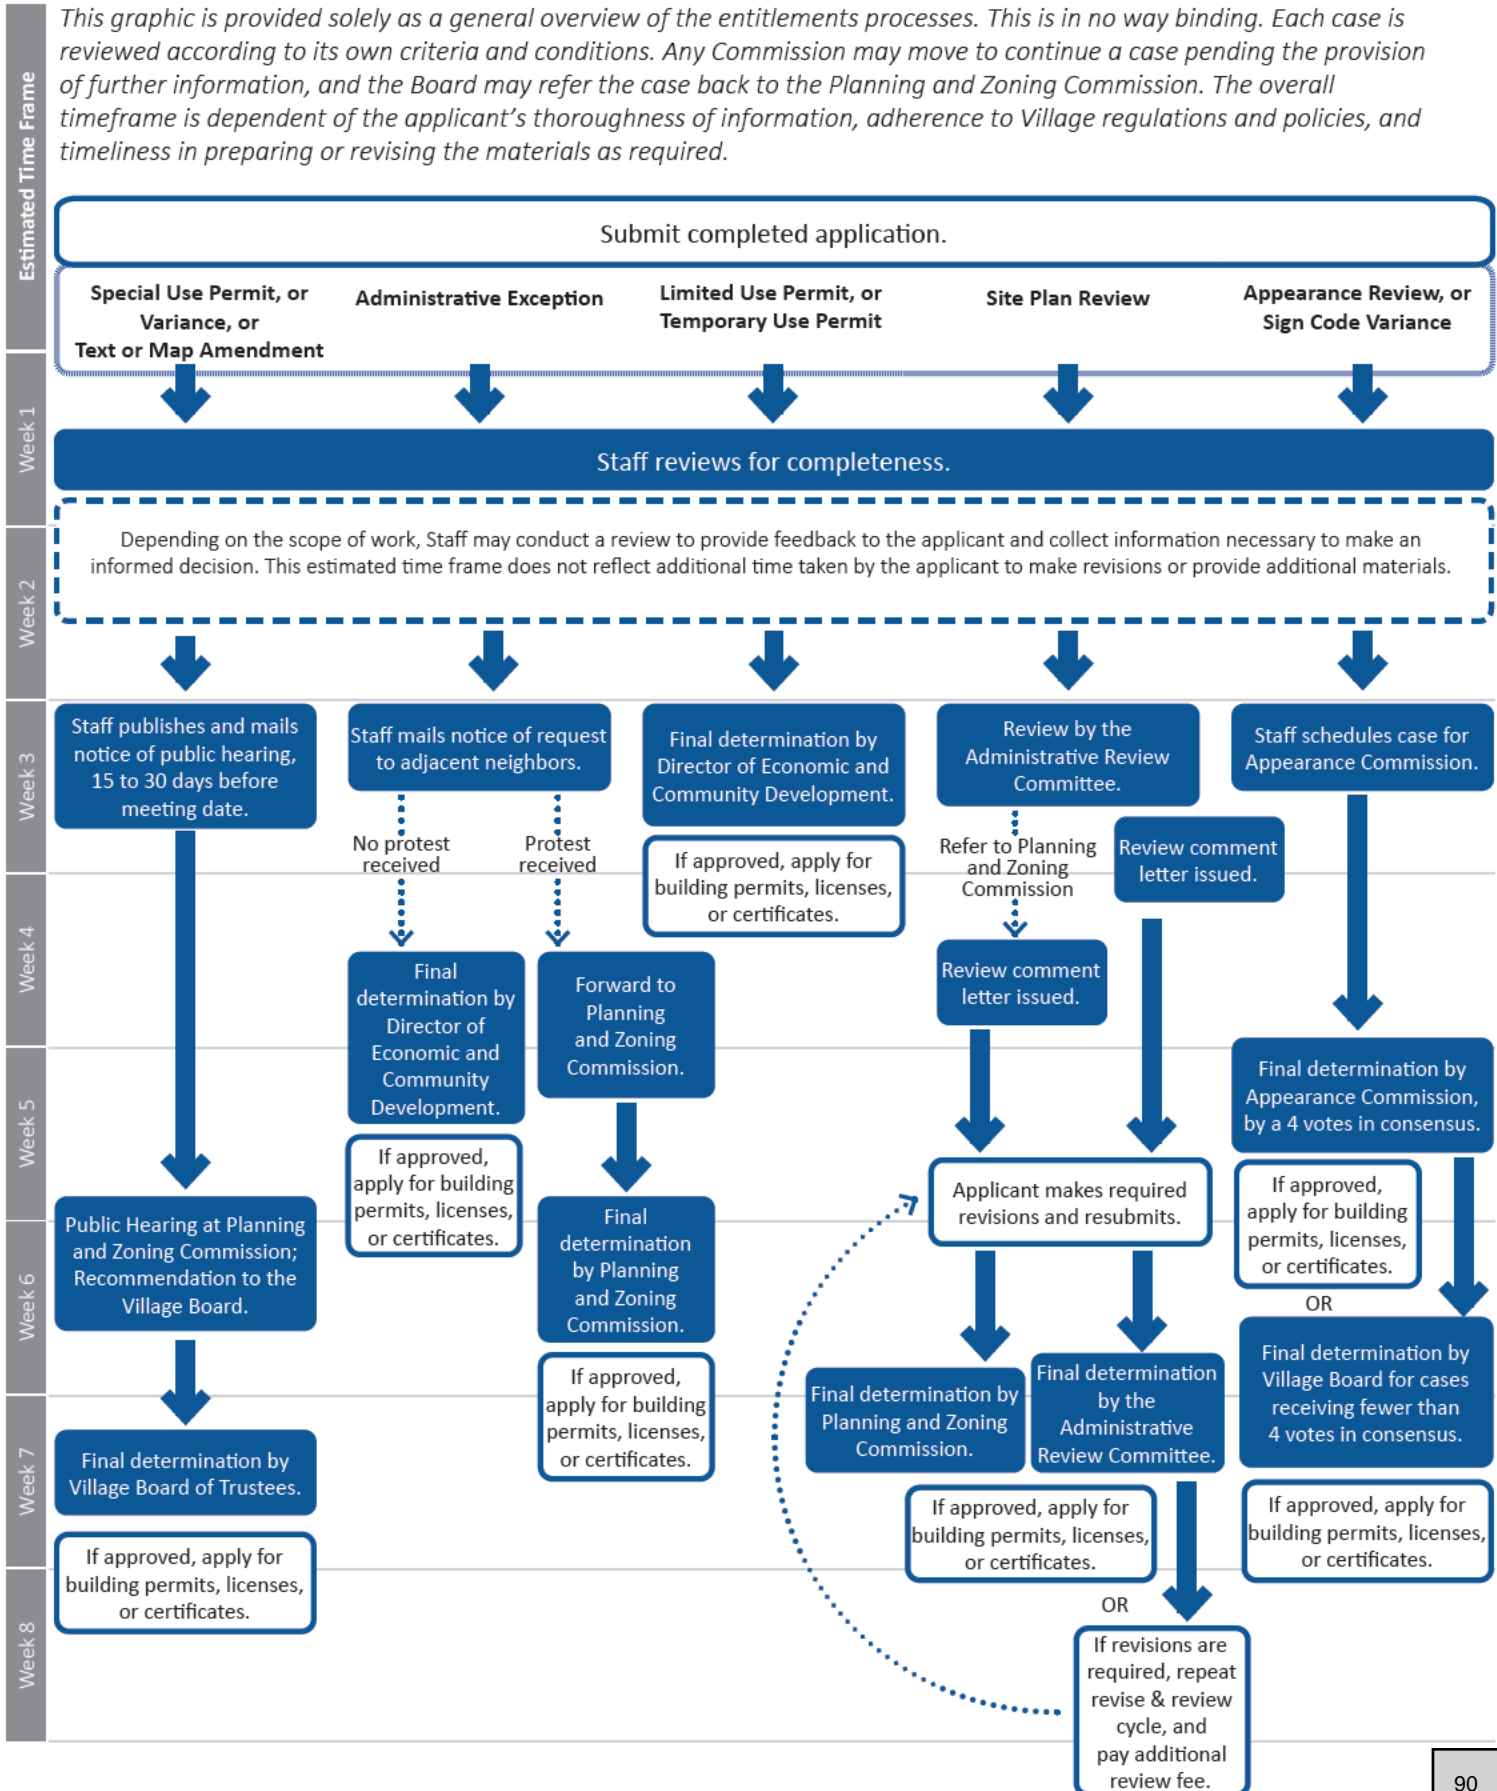 This graphic is provided solely as a general overview of the entitlements processes. This is in no way binding. Each case is
reviewed according to its own criteria and conditions. Any Commission may move to continue a case pending the provision
of further information, and the Board may refer the case back to the Planning and Zoning Commission. The overall
timeframe is dependent of the applicant's thoroughness of information, adherence to Village regulations and policies, and
timeliness in preparing or revising the materials as required.
Estimated Time Frame
Submit completed application.
Special Use Permit, or
Variance, or
Text or Map Amendment
Administrative Exception
Limited Use Permit, or
Temporary Use Permit
Site Plan Review
Appearance Review, or
Sign Code Variance
Week 1
Staff reviews for completeness.
Week 2
Depending on the scope of work, Staff may conduct a review to provide feedback to the applicant and collect information necessary to make an
informed decision. This estimated time frame does not reflect additional time taken by the applicant to make revisions or provide additional materials.
Week 3
Staff publishes and mails
notice of public hearing,
15 to 30 days before
meeting date.
Staff mails notice of request
to adjacent neighbors.
Final determination by
Director of Economic and
Community Development.
Review by the
Administrative Review
Committee.
Staff schedules case for
Appearance Commission.
No protest
received
Protest
received
If approved, apply for
building permits, licenses,
or certificates.
Refer to Planning
and Zoning
Commission
Review comment
letter issued.
Week 4
Final
determination by
Director of
Economic and
Community
Development.
Forward to
Planning
and Zoning
Commission.
Review comment
letter issued.
Week 5
Final determination by
Appearance Commission,
by a 4 votes in consensus.
If approved,
apply for building
permits, licenses,
or certificates.
Applicant makes required
revisions and resubmits.
If approved,
apply for building
permits, licenses,
or certificates.
Week 6
Public Hearing at Planning
and Zoning Commission;
Recommendation to the
Village Board.
Final
determination
by Planning
and Zoning
Commission.
OR
If approved,
apply for building
permits, licenses,
or certificates.
Final determination by
Planning and Zoning
Commission.
Final determination
by the
Administrative
Review Committee.
Final determination by
Village Board for cases
receiving fewer than
4 votes in consensus.
Week 7
Final determination by
Village Board of Trustees.
If approved, apply for
building permits, licenses,
or certificates.
If approved, apply for
building permits, licenses,
or certificates.
If approved, apply for
building permits, licenses,
or certificates.
Week 8
OR
If revisions are
required, repeat
revise & review
cycle, and
pay additional
review fee.
90